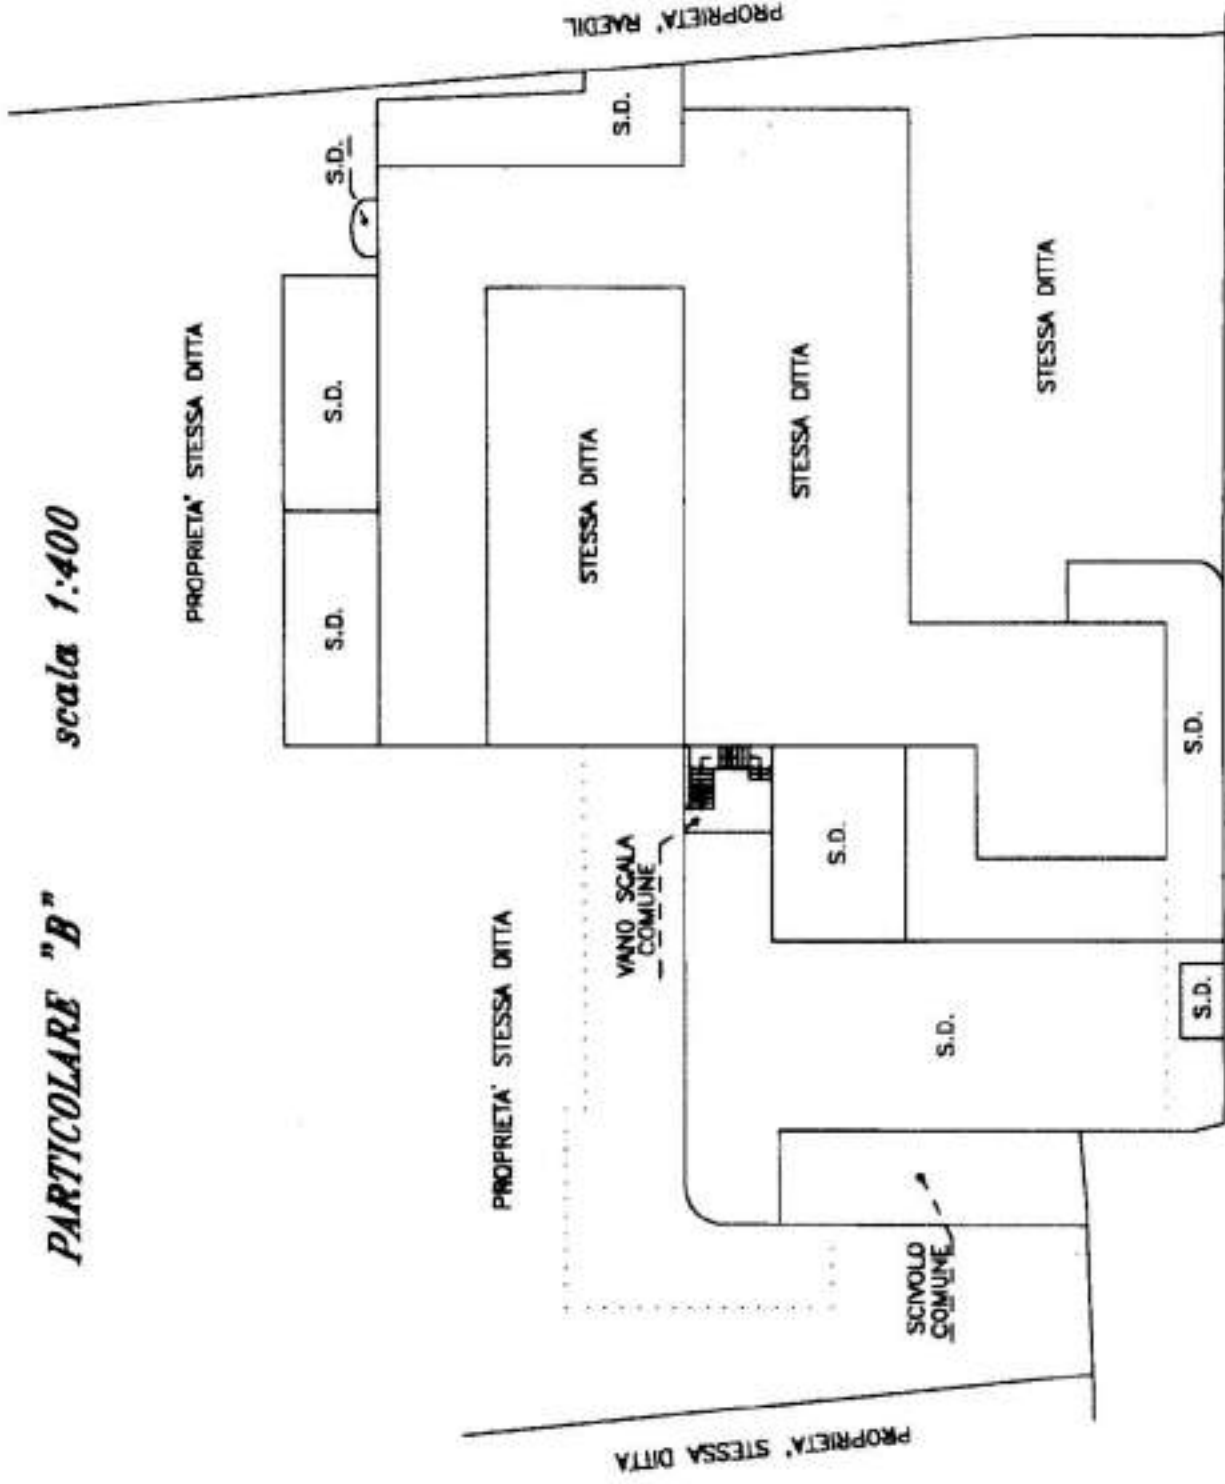 PARTICOLARE "B" scala 1:400
PROPRIETA' STESSA DITTA
S.D.
S.D.
S.D.
S.D.
PROPRIETA' RAEDIL
STESSA DITTA
STESSA DITTA
STESSA DITTA
PROPRIETA' STESSA DITTA
VANO SCALA
COMUNE
S.D.
S.D.
S.D.
S.D.
SCIVOLO
COMUNE
PROPRIETA' STESSA DITTA